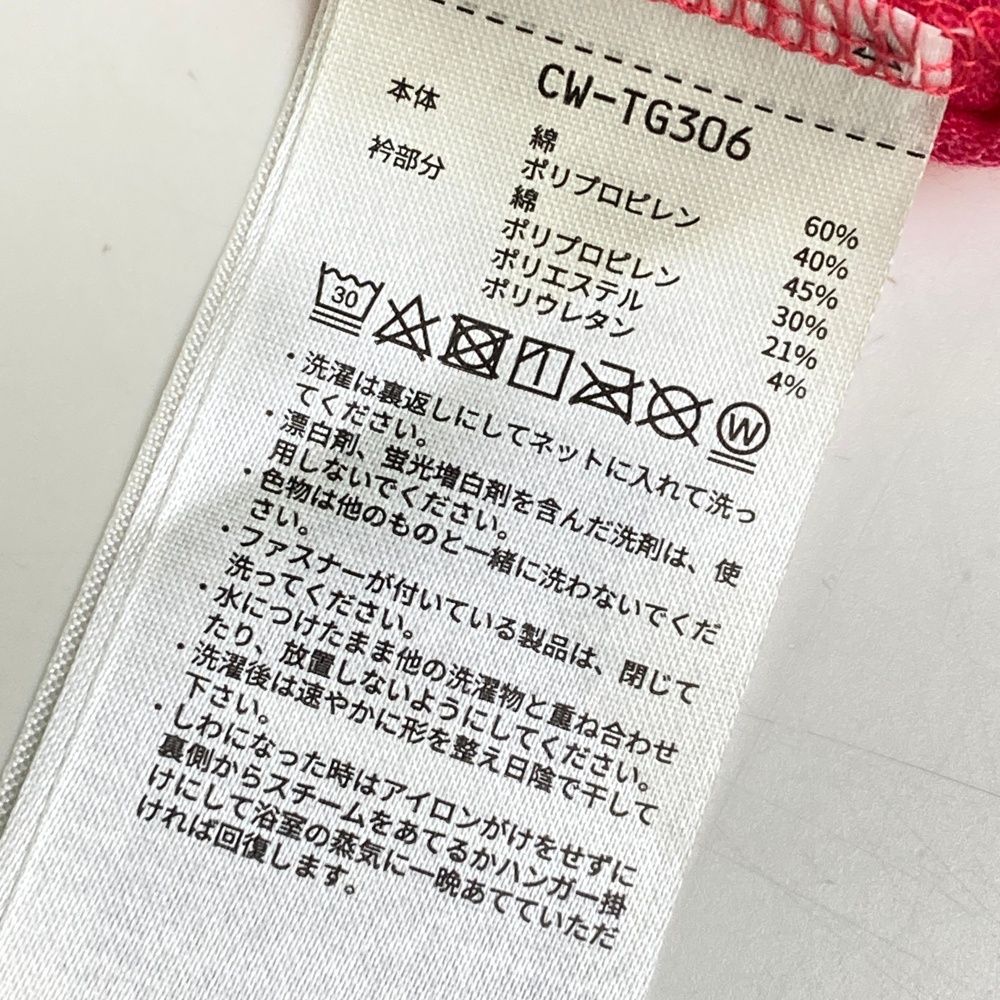 CW-TG306
本体 綿 60%
ポリプロピレン 40%
衿部分 綿 45%
ポリプロピレン 30%
ポリエステル 21%
ポリウレタン 4%
30
W
・洗濯は裏返しにしてネットに入れて洗っ
てください。
・漂白剤、蛍光増白剤を含んだ洗剤は、使
用しないでください。
・色物は他のものと一緒に洗わないでくだ
さい。
・ファスナーが付いている製品は、閉じて
洗ってください。
・水につけたまま他の洗濯物と重ね合わせ
たり、放置しないようにしてください。
・洗濯後は速やかに形を整え日陰で干して
下さい。
・しわになった時はアイロンがけをせずに
裏側からスチームをあてるかハンガー掛
けにして浴室の蒸気に一晩あてていただ
ければ回復します。